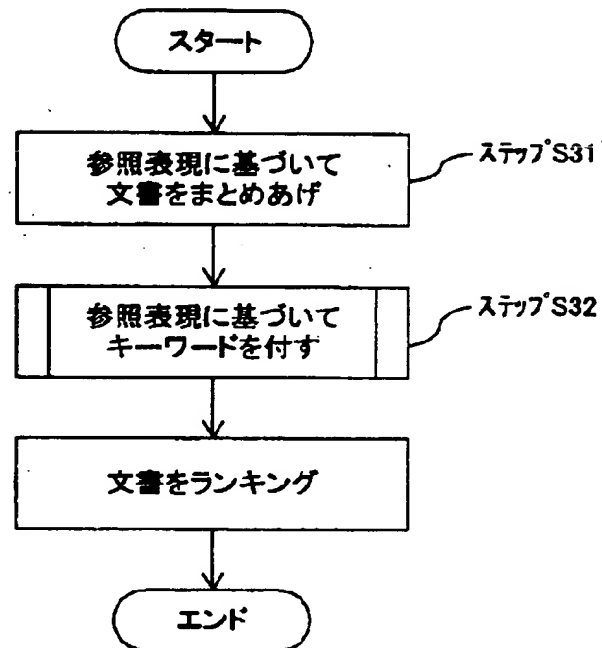 スタート
参照表現に基づいて
文書をまとめあげ
ステップS31
参照表現に基づいて
キーワードを付す
ステップS32
文書をランキング
エンド